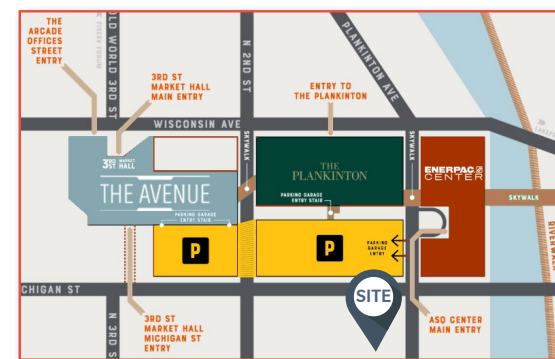 THE
ARCADE
OFFICES
STREET
ENTRY
OLD WORLD 3RD ST
3RD ST
MARKET HALL
MAIN ENTRY
N 2ND ST
ENTRY TO
THE PLANKINTON
PLANKINTON AVE
WISCONSIN AVE
3RD ST MARKET HALL
THE AVENUE
PARKING GARAGE
ENTRY STAIR
SKYWALK
THE
PLANKINTON
PARKING GARAGE
ENTRY STAIR
SKYWALK
ENERPAC
CENTER
SKYWALK
RIVERWALK
P
P
PARKING
GARAGE
ENTRY
CHIGAN ST
SITE
N 3RD S
3RD ST
MARKET HALL
MICHIGAN ST
ENTRY
ASQ CENTER
MAIN ENTRY